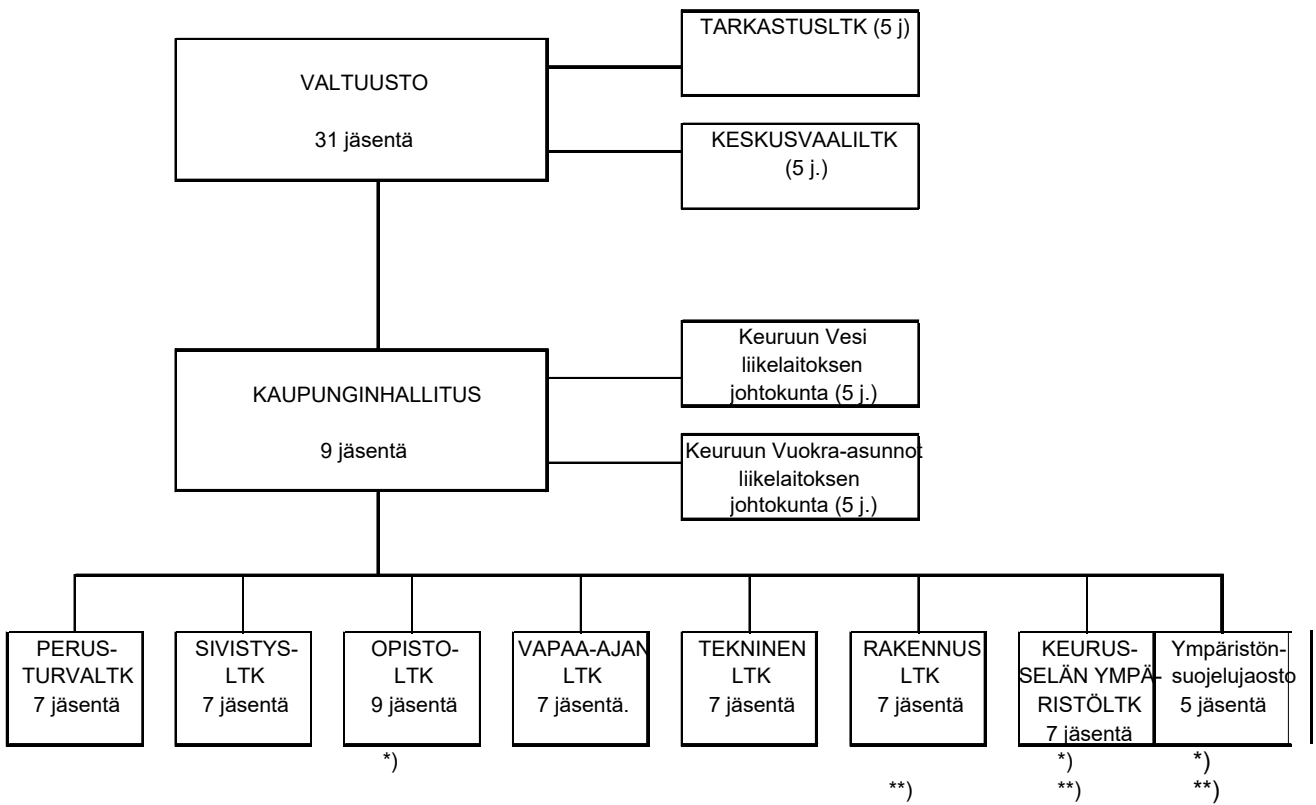 TARKASTUSLTK (5 j)
VALTUUSTO
31 jäsentä
KESKUSVAALILTK
(5 j.)
KAUPUNGINHALLITUS
9 jäsentä
Keuruun Vesi
liikelaitoksen
johtokunta (5 j.)
Keuruun Vuokra-asunnot
liikelaitoksen
johtokunta (5 j.)
PERUS-
TURVALTK
7 jäsentä
SIVISTYS-
LTK
7 jäsentä
OPISTO-
LTK
9 jäsentä
*)
VAPAA-AJAN
LTK
7 jäsentä.
TEKNINEN
LTK
7 jäsentä
RAKENNUS
LTK
7 jäsentä
**)
KEURUS-
SELÄN YMPÄ-
RISTÖLTK
7 jäsentä
*)
**)
Ympäristön-
suojelujaosto
5 jäsentä
*)
**)